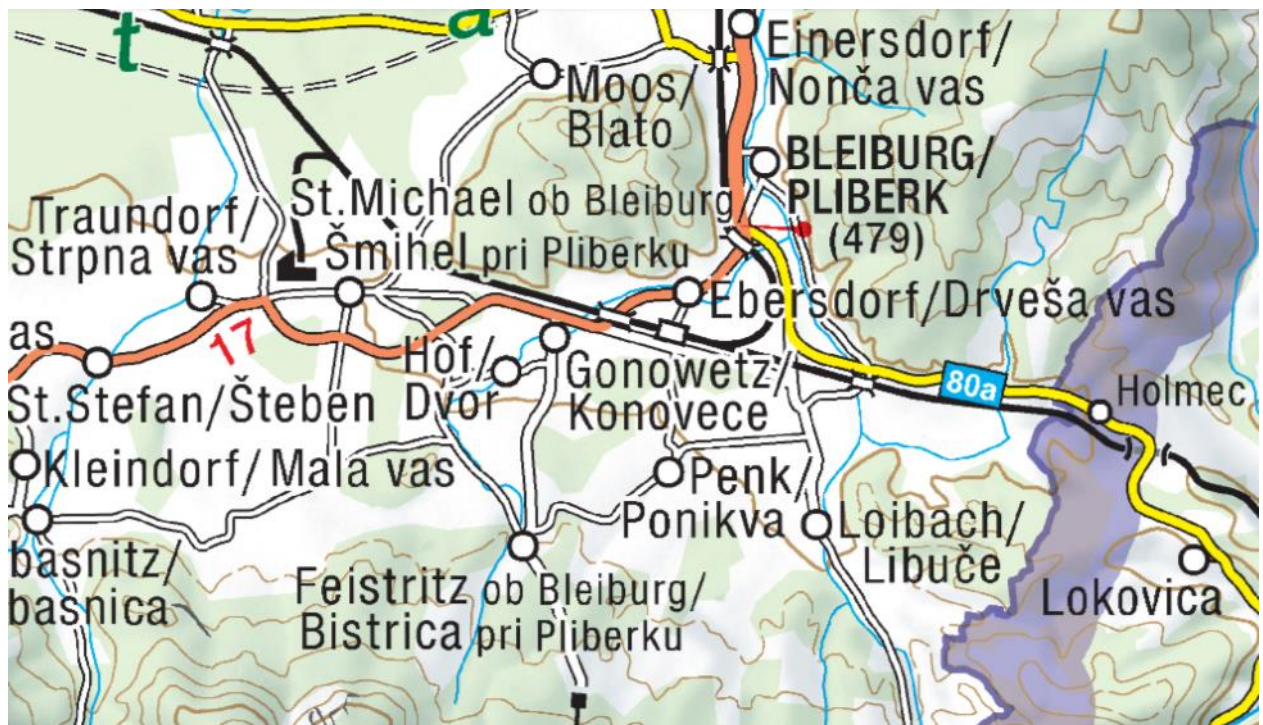 t
a
Einersdorf/
Nonča vas
Moos/
Blato
BLEIBURG/
PLIBERK
(479)
St.Michael ob Bleiburg
Šmihel pri Pliberku
Traundorf/
Strpna vas
Ebersdorf/Drveša vas
as
17
St.Stefan/Šteben
Hof/
Dvor
Gonowetz/
Konovece
80a
Holmec
Kleindorf/Mala vas
Penk/
Ponikva
Loibach/
Libuče
basnitz/
basnica
Feistritz ob Bleiburg/
Bistrica pri Pliberku
Lokovica